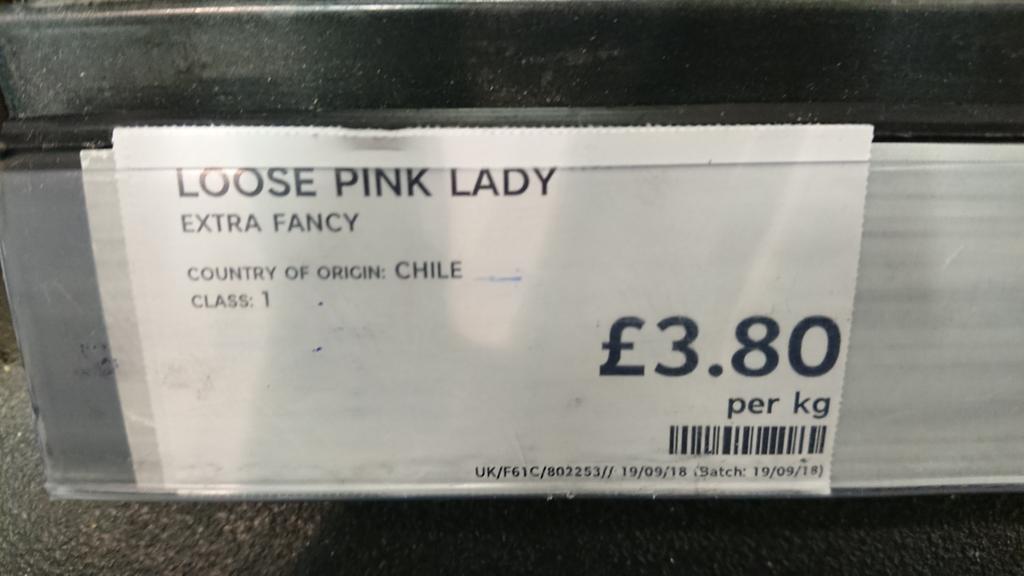 LOOSE PINK LADY
EXTRA FANCY
COUNTRY OF ORIGIN: CHILE
CLASS: 1
£3.80
per kg
UK/F61C/802253// 19/09/18 (Batch: 19/09/18)